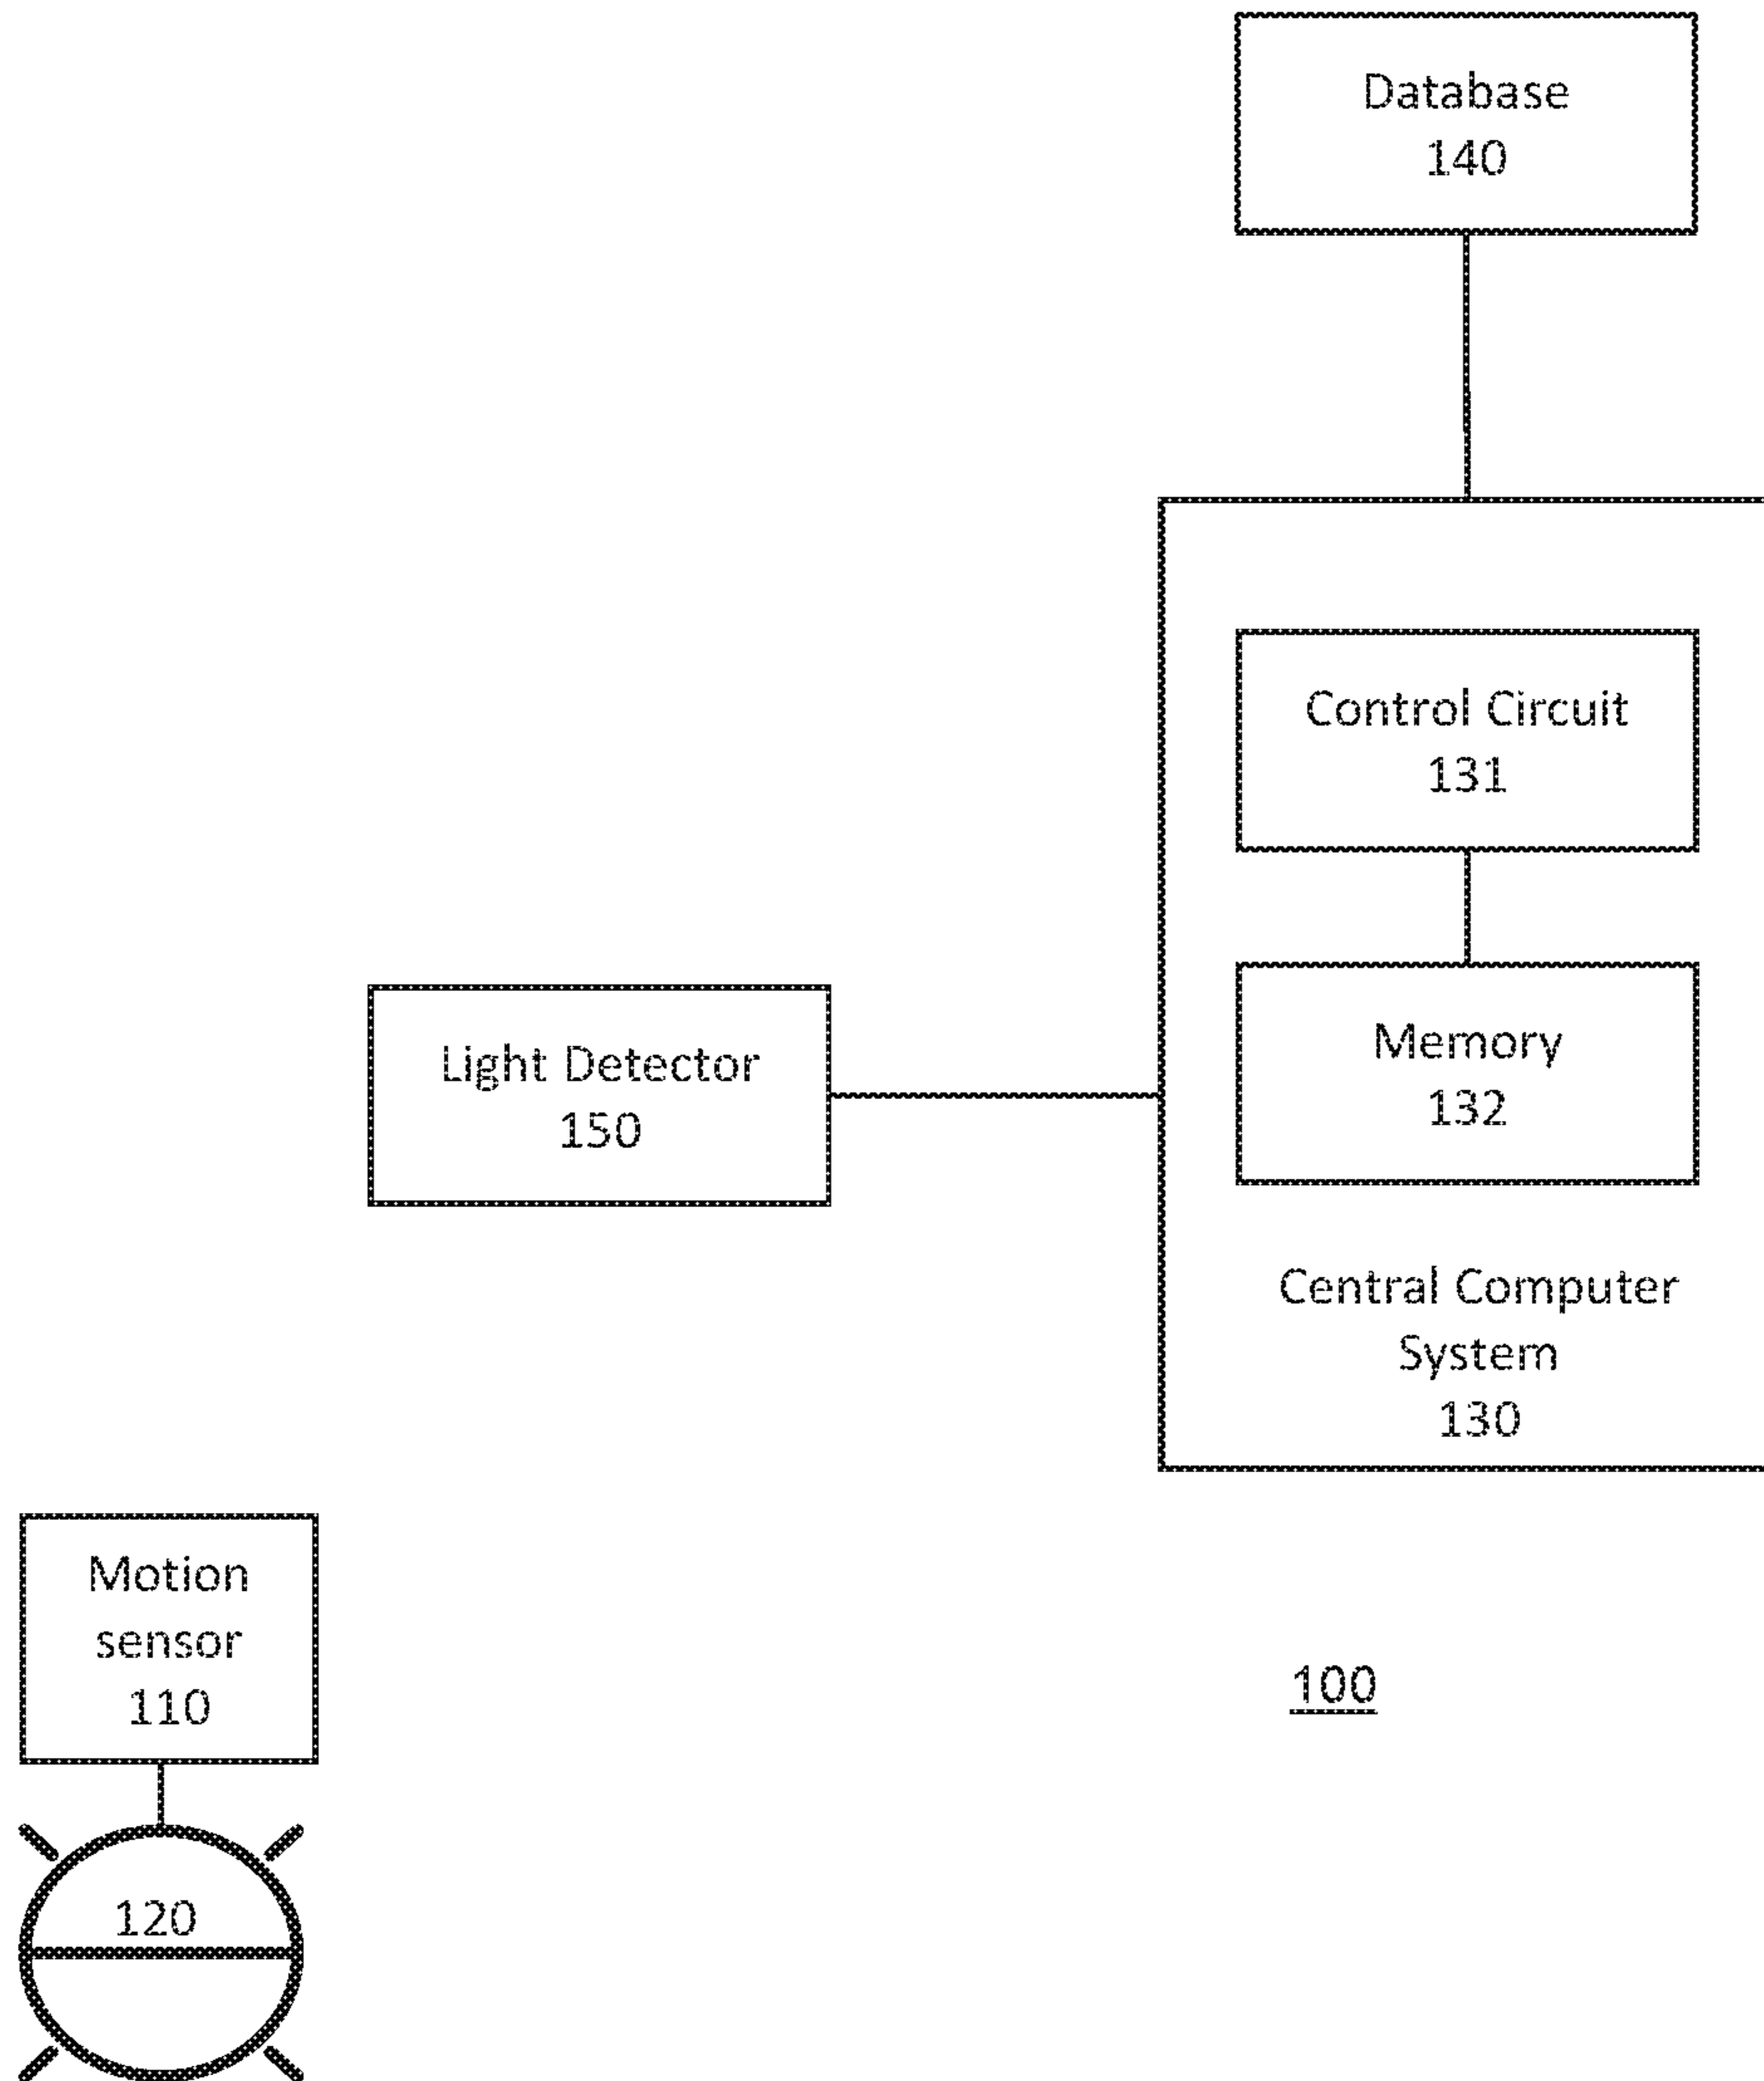 Database
140
Control Circuit
131
Memory
132
Light Detector
150
Central Computer
System
130
Motion
sensor
110
100
120